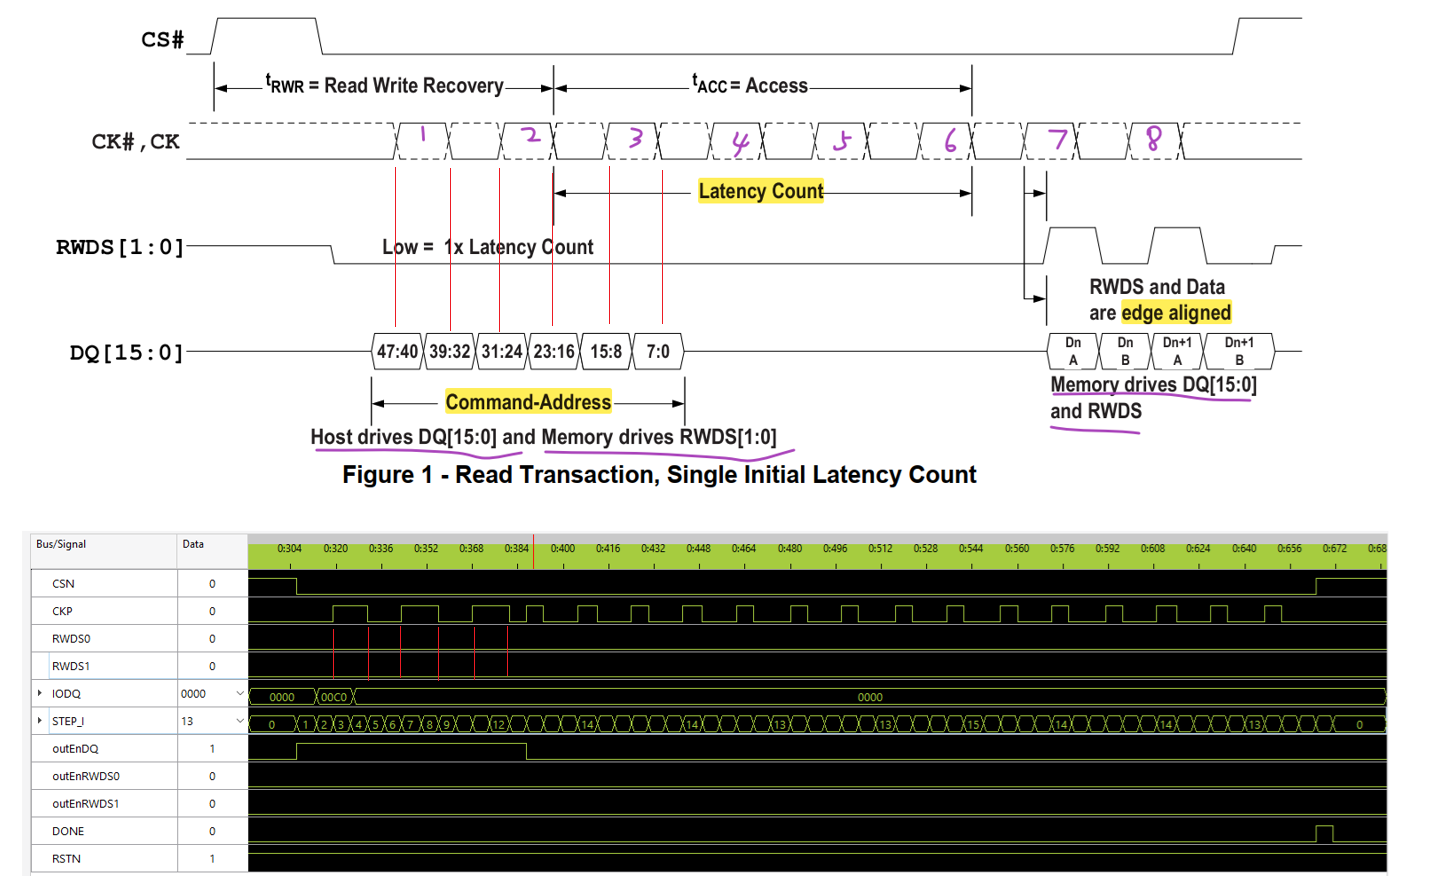 CS#
tRWR = Read Write Recovery
tACC = Access
CK#,CK
1 2 3 4 5 6 7 8
Latency Count
RWDS[1:0]
Low = 1x Latency Count
RWDS and Data
are edge aligned
DQ[15:0]
47:40 39:32 31:24 23:16 15:8 7:0
Dn A
Dn B
Dn+1 A
Dn+1 B
Command-Address
Memory drives DQ[15:0]
and RWDS
Host drives DQ[15:0] and Memory drives RWDS[1:0]
Figure 1 - Read Transaction, Single Initial Latency Count
Bus/Signal Data 0:304 0:320 0:336 0:352 0:368 0:384 0:400 0:416 0:432 0:448 0:464 0:480 0:496 0:512 0:528 0:544 0:560 0:576 0:592 0:608 0:624 0:640 0:656 0:672 0:68
CSN 0
CKP 0
RWDS0 0
RWDS1 0
IODQ 0000 0000 00C0 0000
STEP_I 13 0 1 2 3 4 5 6 7 8 9 12 14 14 13 13 15 14 14 13 0
outEnDQ 1
outEnRWDS0 0
outEnRWDS1 0
DONE 0
RSTN 1